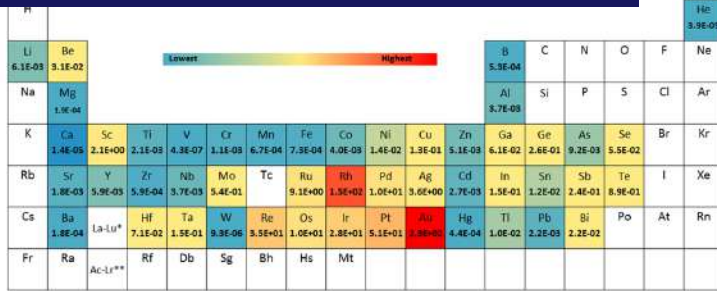 H He
3.9E-05
Lowest Highest
Li Be B C N O F Ne
6.1E-03 3.1E-02 5.3E-04
Na Mg Al Si P S Cl Ar
1.9E-04 3.7E-03
K Ca Sc Ti V Cr Mn Fe Co Ni Cu Zn Ga Ge As Se Br Kr
1.4E-05 2.1E+00 2.1E-03 4.3E-07 1.1E-03 6.7E-04 7.3E-04 4.0E-03 1.4E-02 1.3E-01 5.1E-03 6.1E-02 2.6E-01 9.2E-03 5.5E-02
Rb Sr Y Zr Nb Mo Tc Ru Rh Pd Ag Cd In Sn Sb Te I Xe
1.8E-03 5.9E-03 5.9E-04 3.7E-03 5.4E-01 9.1E+00 1.5E+02 1.0E+01 3.6E+00 2.7E-03 1.5E-01 1.2E-02 2.4E-01 8.9E-01
Cs Ba La-Lu* Hf Ta W Re Os Ir Pt Au Hg Tl Pb Bi Po At Rn
1.8E-04 7.1E-02 1.5E-01 9.3E-06 3.5E+01 1.0E+01 2.8E+01 5.1E+01 4.4E-04 1.0E-02 2.2E-03 2.2E-02
Fr Ra Ac-Lr** Rf Db Sg Bh Hs Mt